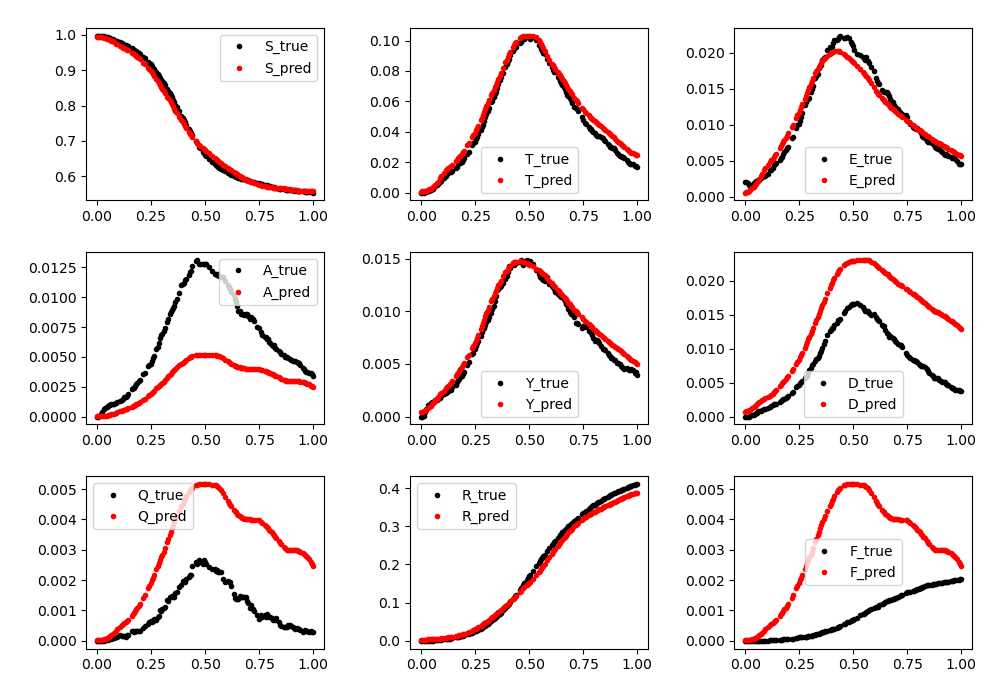 1.0
0.9
0.8
0.7
0.6
S_true
S_pred
0.00 0.25 0.50 0.75 1.00
0.10
0.08
0.06
0.04
0.02
0.00
T_true
T_pred
0.00 0.25 0.50 0.75 1.00
0.020
0.015
0.010
0.005
0.000
E_true
E_pred
0.00 0.25 0.50 0.75 1.00
0.0125
0.0100
0.0075
0.0050
0.0025
0.0000
A_true
A_pred
0.00 0.25 0.50 0.75 1.00
0.015
0.010
0.005
0.000
Y_true
Y_pred
0.00 0.25 0.50 0.75 1.00
0.020
0.015
0.010
0.005
0.000
D_true
D_pred
0.00 0.25 0.50 0.75 1.00
0.005
0.004
0.003
0.002
0.001
0.000
Q_true
Q_pred
0.00 0.25 0.50 0.75 1.00
0.4
0.3
0.2
0.1
0.0
R_true
R_pred
0.00 0.25 0.50 0.75 1.00
0.005
0.004
0.003
0.002
0.001
0.000
F_true
F_pred
0.00 0.25 0.50 0.75 1.00